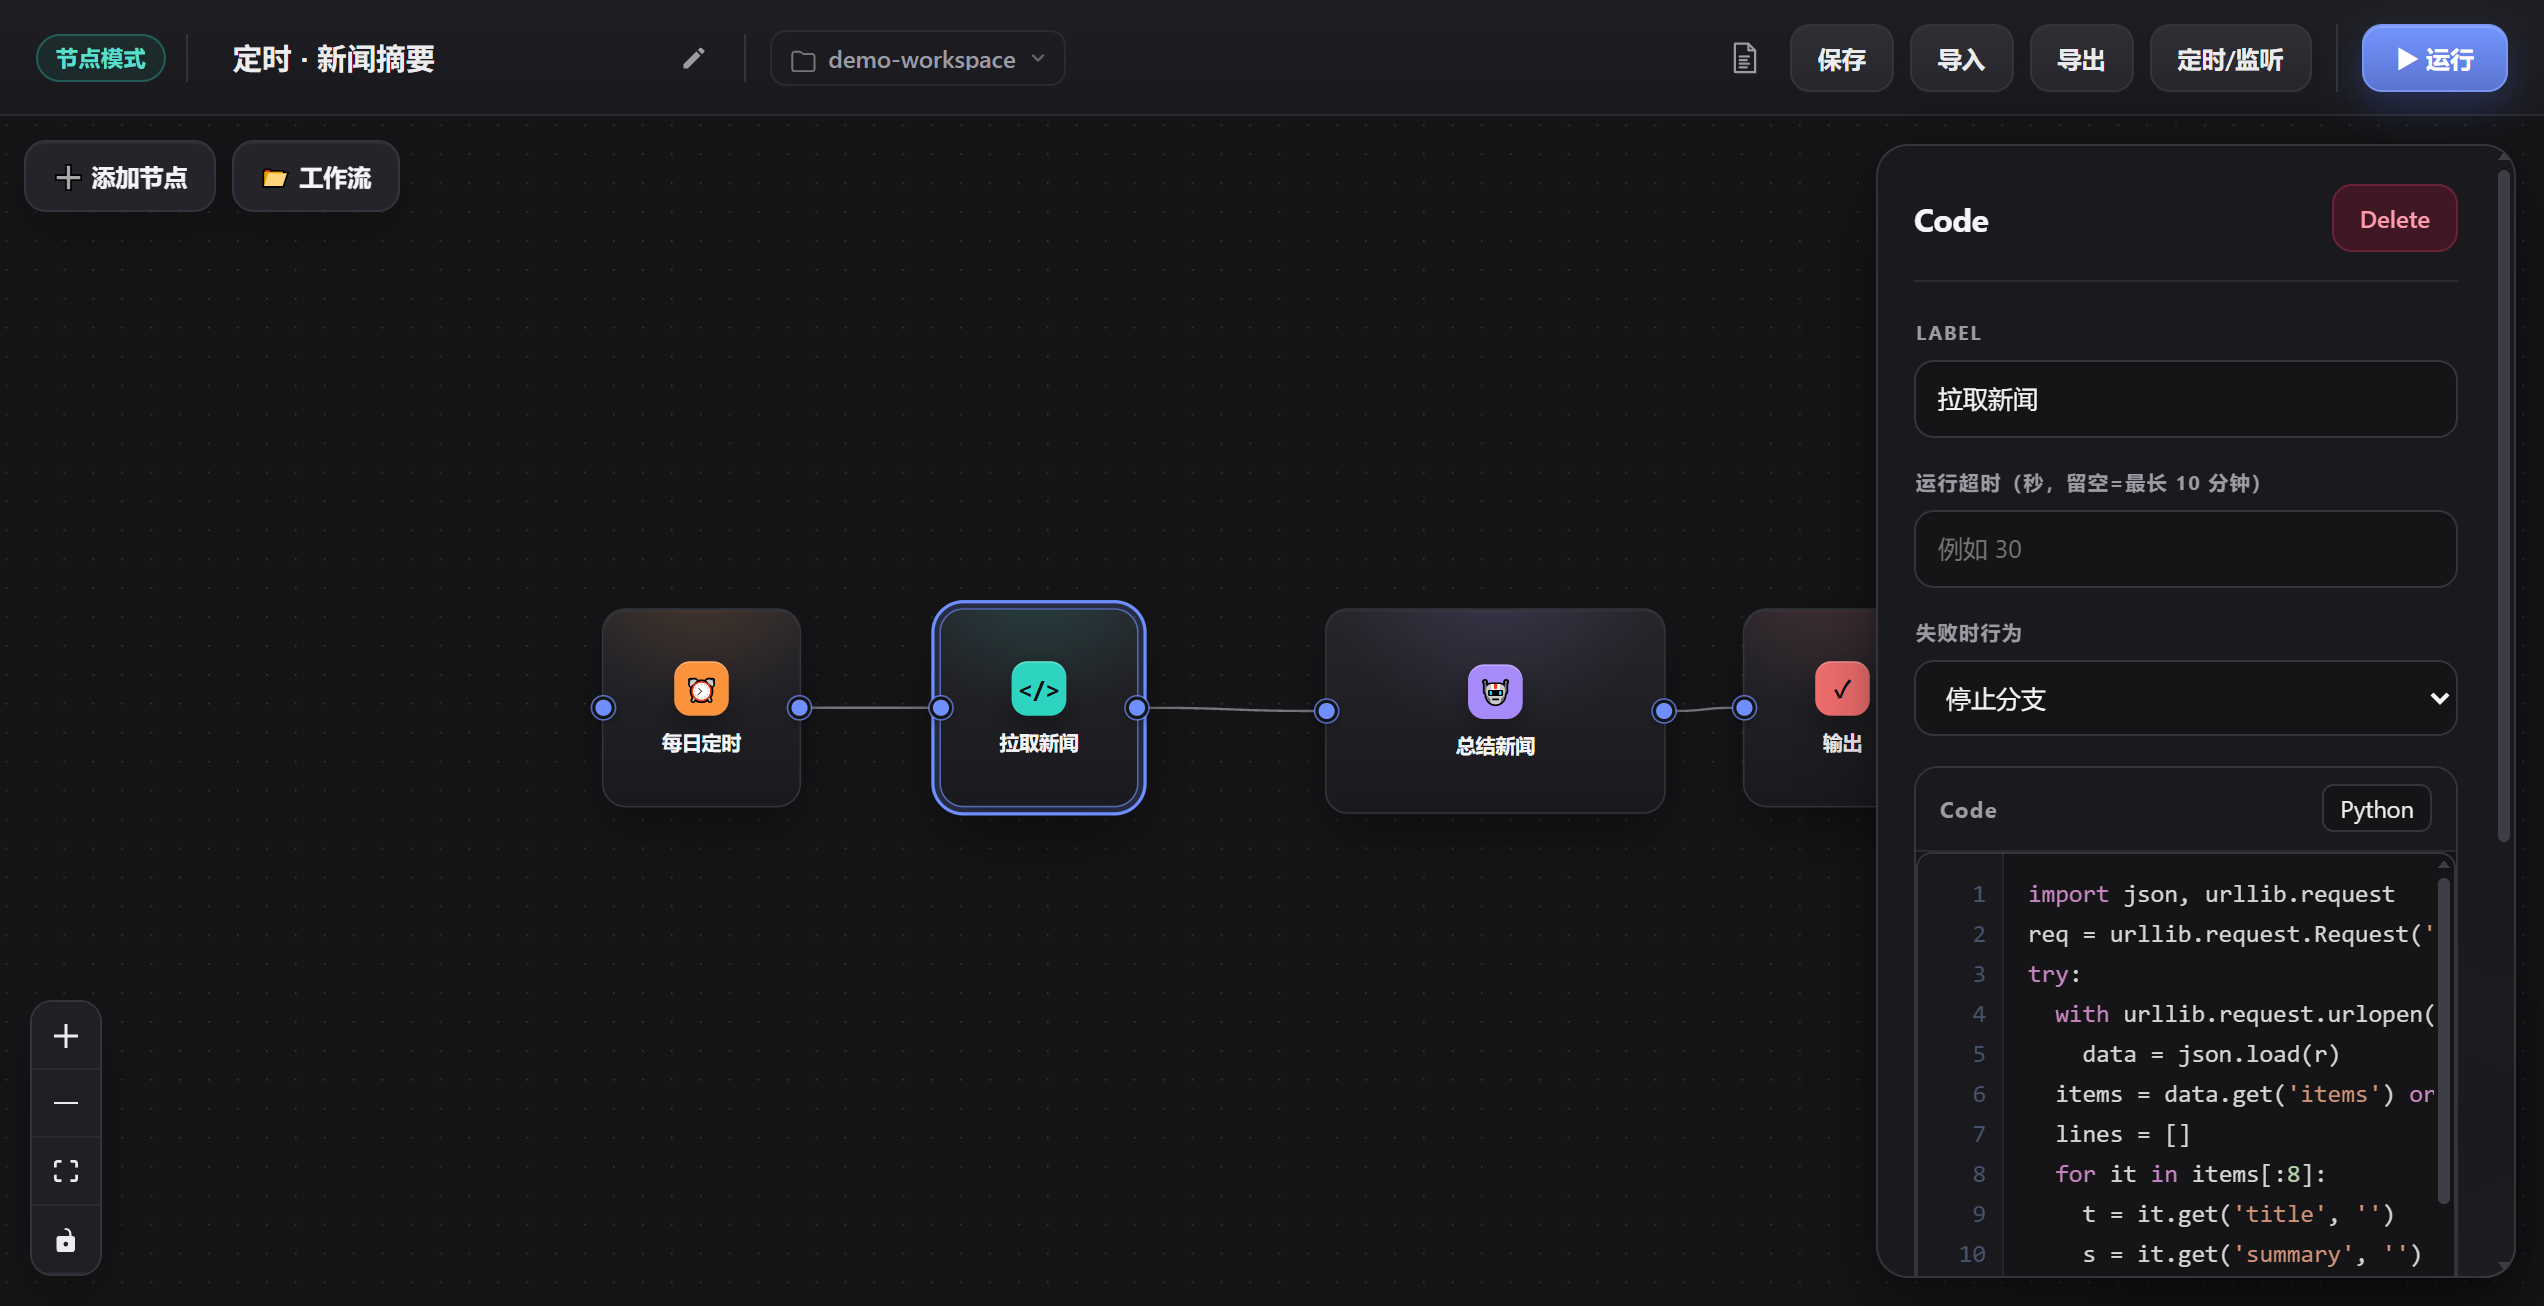 节点模式
定时 · 新闻摘要
demo-workspace
保存
导入
导出
定时/监听
▶ 运行
添加节点
工作流
每日定时
</>
拉取新闻
总结新闻
✓
输出
Code
Delete
LABEL
拉取新闻
运行超时（秒，留空=最长 10 分钟）
例如 30
失败时行为
停止分支
Code
Python
1 import json, urllib.request
2 req = urllib.request.Request('
3 try:
4 with urllib.request.urlopen(
5 data = json.load(r)
6 items = data.get('items') or
7 lines = []
8 for it in items[:8]:
9 t = it.get('title', '')
10 s = it.get('summary', '')